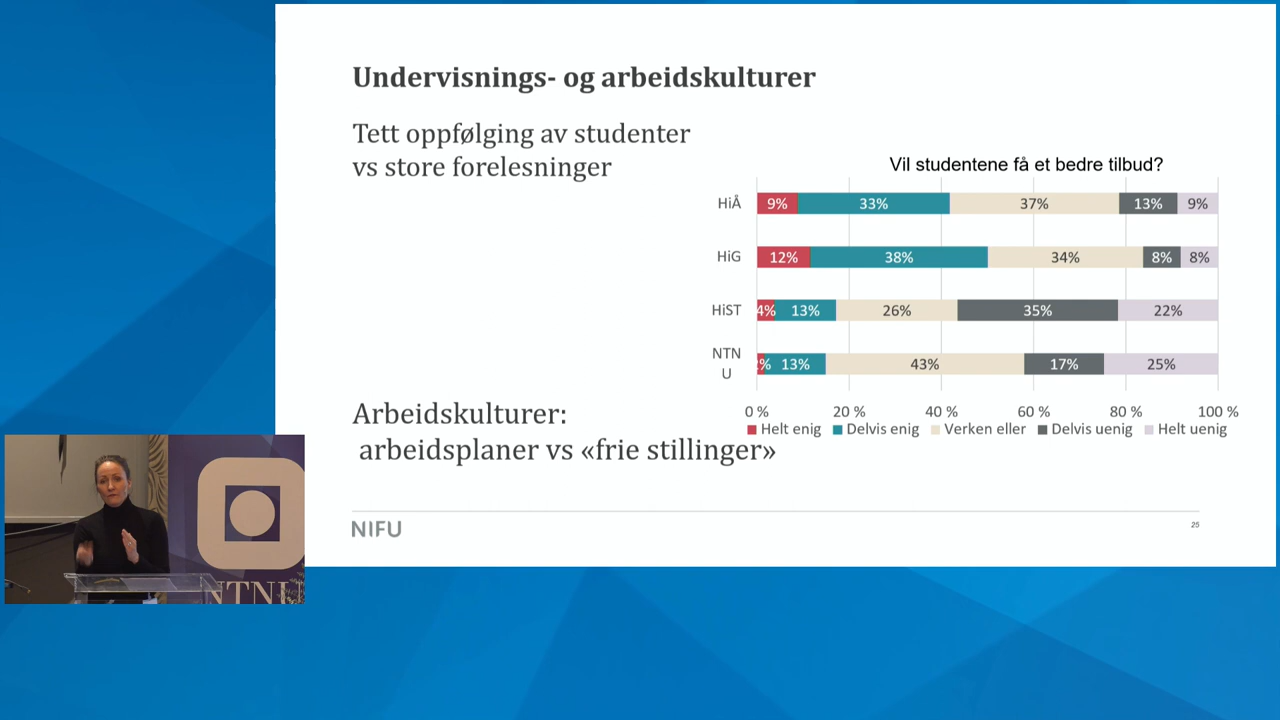 Undervisnings- og arbeidskulturer
Tett oppfølging av studenter
vs store forelesninger
Vil studentene få et bedre tilbud?
HiÅ 9% 33% 37% 13% 9%
HiG 12% 38% 34% 8% 8%
HiST 4% 13% 26% 35% 22%
NTN
U
% 13% 43% 17% 25%
0 % 20 % 40 % 60 % 80 % 100 %
Helt enig Delvis enig Verken eller Delvis uenig Helt uenig
Arbeidskulturer:
arbeidsplaner vs «frie stillinger»
NIFU
25
NTNU